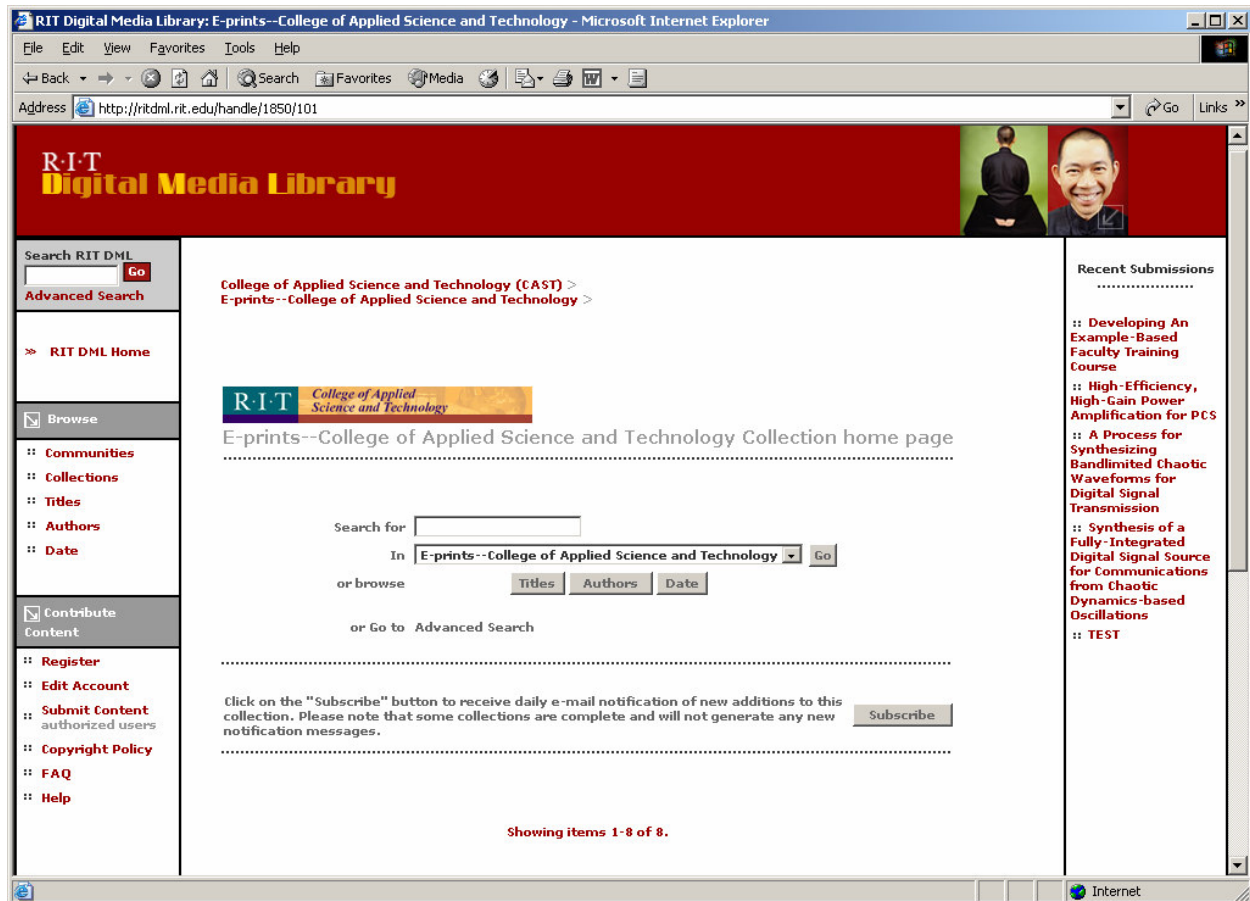 RIT Digital Media Library: E-prints--College of Applied Science and Technology - Microsoft Internet Explorer
File Edit View Favorites Tools Help
Back Search Favorites Media
Address http://ritdml.rit.edu/handle/1850/101 Go Links »
R·I·T
Digital Media Library
Search RIT DML
Go
Advanced Search
» RIT DML Home
Browse
:: Communities
:: Collections
:: Titles
:: Authors
:: Date
Contribute
Content
:: Register
:: Edit Account
:: Submit Content
authorized users
:: Copyright Policy
:: FAQ
:: Help
College of Applied Science and Technology (CAST) >
E-prints--College of Applied Science and Technology >
R·I·T College of Applied
Science and Technology
E-prints--College of Applied Science and Technology Collection home page
Search for
In E-prints--College of Applied Science and Technology Go
or browse Titles Authors Date
or Go to Advanced Search
Click on the "Subscribe" button to receive daily e-mail notification of new additions to this
collection. Please note that some collections are complete and will not generate any new
notification messages.
Subscribe
Showing items 1-8 of 8.
Recent Submissions
:: Developing An
Example-Based
Faculty Training
Course
:: High-Efficiency,
High-Gain Power
Amplification for PCS
:: A Process for
Synthesizing
Bandlimited Chaotic
Waveforms for
Digital Signal
Transmission
:: Synthesis of a
Fully-Integrated
Digital Signal Source
for Communications
from Chaotic
Dynamics-based
Oscillations
:: TEST
Internet